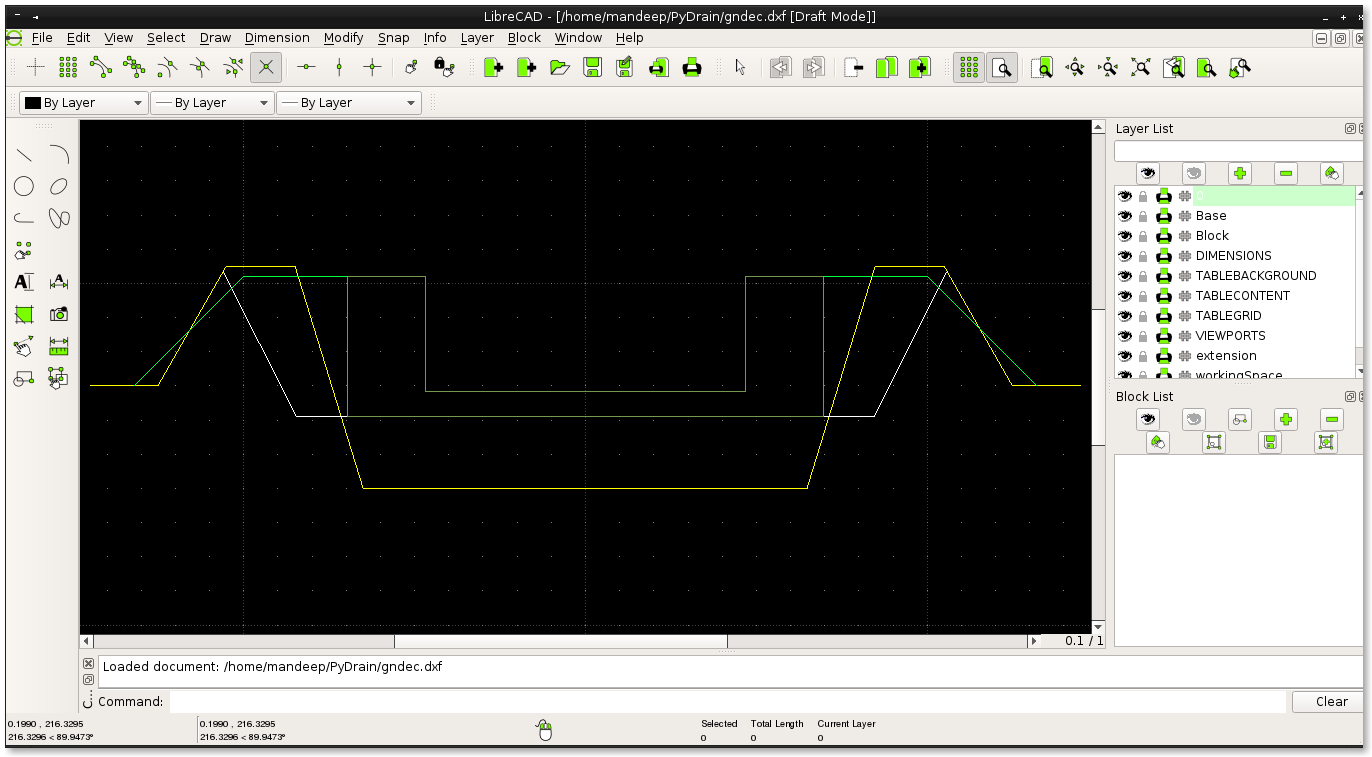 LibreCAD - [/home/mandeep/PyDrain/gndec.dxf [Draft Mode]]
File Edit View Select Draw Dimension Modify Snap Info Layer Block Window Help
By Layer By Layer By Layer
Layer List
0
Base
Block
DIMENSIONS
TABLEBACKGROUND
TABLECONTENT
TABLEGRID
VIEWPORTS
extension
workingSpace
Block List
0.1 / 1
Loaded document: /home/mandeep/PyDrain/gndec.dxf
Command:
Clear
0.1990 , 216.3295 0.1990 , 216.3295 Selected Total Length Current Layer
216.3296 < 89.9473° 216.3296 < 89.9473° 0 0 0